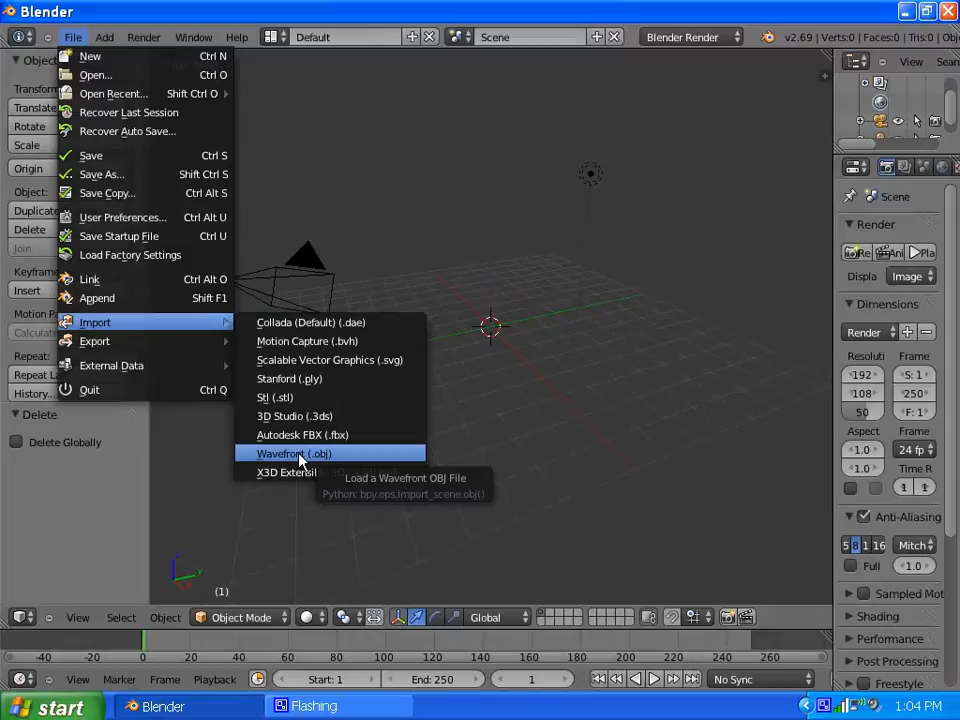 Blender
File Add Render Window Help Default Scene Blender Render v2.69 | Verts:0 | Faces:0 | Tris:0 | Obj
New Ctrl N
Open... Ctrl O
Open Recent... Shift Ctrl O
Recover Last Session
Recover Auto Save...
Save Ctrl S
Save As... Shift Ctrl S
Save Copy... Ctrl Alt S
User Preferences... Ctrl Alt U
Save Startup File Ctrl U
Load Factory Settings
Link Ctrl Alt O
Append Shift F1
Import
Export
External Data
Quit Ctrl Q
Collada (Default) (.dae)
Motion Capture (.bvh)
Scalable Vector Graphics (.svg)
Stanford (.ply)
Stl (.stl)
3D Studio (.3ds)
Autodesk FBX (.fbx)
Wavefront (.obj)
X3D Extensi
Load a Wavefront OBJ File
Python: bpy.ops.import_scene.obj()
Object
Transform
Translate
Rotate
Scale
Origin
Object:
Duplicate
Delete
Join
Keyframe
Insert
Motion Pa
Calculate
Repeat:
Repeat L
History...
Delete
Delete Globally
View Sear
Scene
Render
Re Ani Pla
Displa Image
Dimensions
Render
Resoluti Frame
192 S: 1
108 250
50 F: 1
Aspect
1.0 24 fp
1.0 Time R
1 1
Anti-Aliasing
5 8 1 16 Mitch
Full 1.0
Sampled Mot
Shading
Performance
Post Processing
Freestyle
z y
(1)
View Select Object Object Mode Global
-40 -20 0 20 40 60 80 100 120 140 160 180 200 220 240 260
View Marker Frame Playback Start: 1 End: 250 1 No Sync
start Blender Flashing 1:04 PM